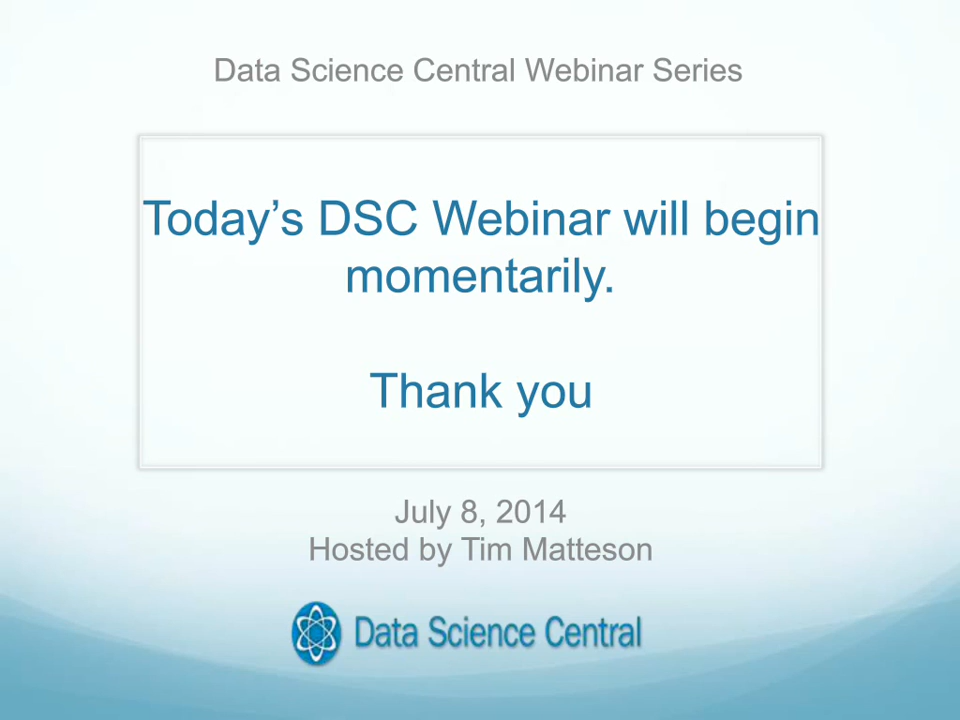 Data Science Central Webinar Series
Today’s DSC Webinar will begin
momentarily.
Thank you
July 8, 2014
Hosted by Tim Matteson
Data Science Central